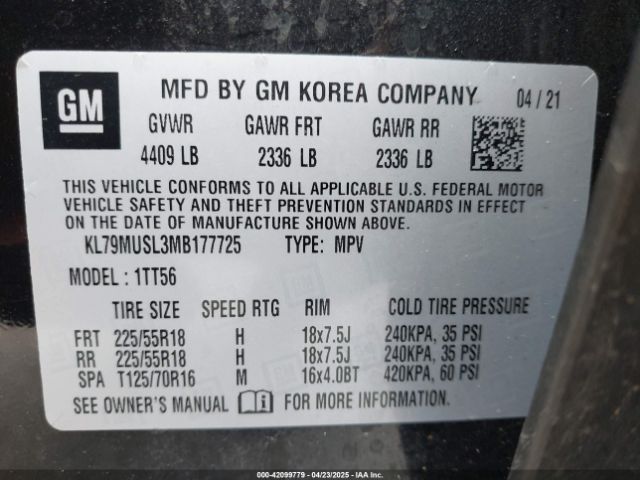 GM
MFD BY GM KOREA COMPANY 04 / 21
GVWR GAWR FRT GAWR RR
4409 LB 2336 LB 2336 LB
THIS VEHICLE CONFORMS TO ALL APPLICABLE U.S. FEDERAL MOTOR
VEHICLE SAFETY AND THEFT PREVENTION STANDARDS IN EFFECT
ON THE DATE OF MANUFACTURE SHOWN ABOVE.
KL79MUSL3MB177725 TYPE: MPV
MODEL : 1TT56
TIRE SIZE SPEED RTG RIM COLD TIRE PRESSURE
FRT 225/55R18 H 18x7.5J 240KPA, 35 PSI
RR 225/55R18 H 18x7.5J 240KPA, 35 PSI
SPA T125/70R16 M 16x4.0BT 420KPA, 60 PSI
SEE OWNER'S MANUAL i FOR MORE INFORMATION.
000-42099779 - 04/23/2025 - IAA Inc.